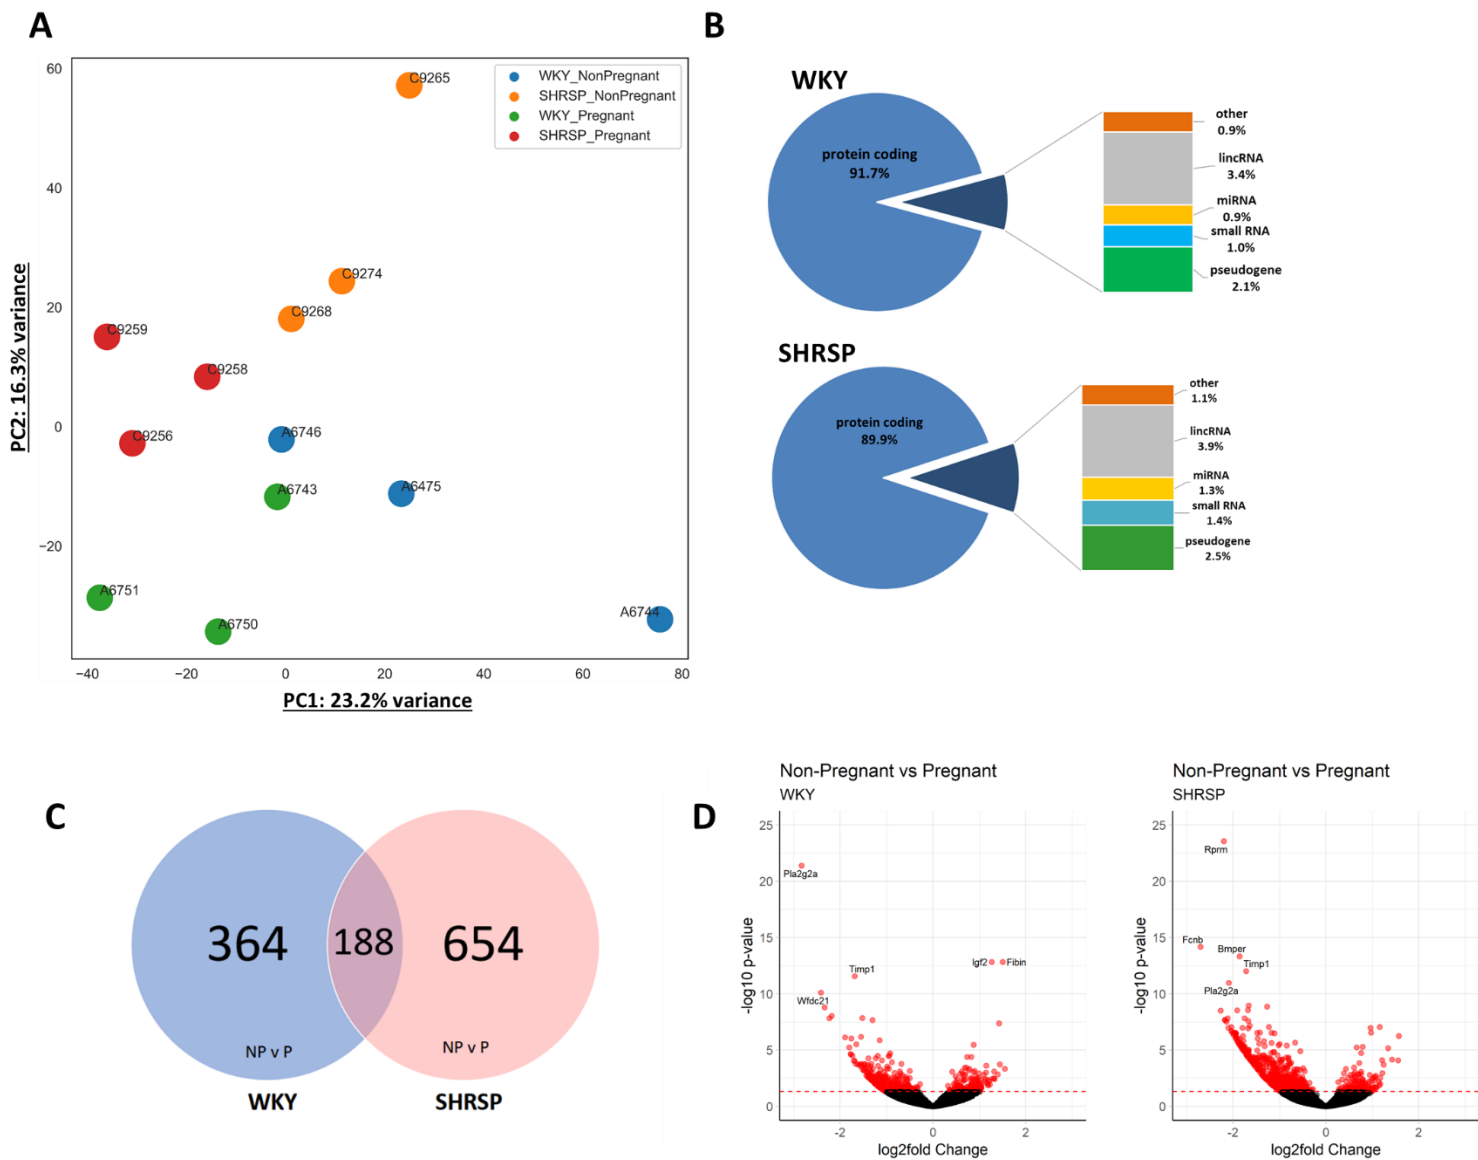 A
60
40
20
0
−20
−40
−20
0
20
40
60
80
PC2: 16.3% variance
PC1: 23.2% variance
WKY_NonPregnant
SHRSP_NonPregnant
WKY_Pregnant
SHRSP_Pregnant
C9265
C9274
C9268
C9259
C9258
C9256
A6746
A6743
A6475
A6751
A6750
A6744
B
WKY
protein coding
91.7%
other
0.9%
lincRNA
3.4%
miRNA
0.9%
small RNA
1.0%
pseudogene
2.1%
SHRSP
protein coding
89.9%
other
1.1%
lincRNA
3.9%
miRNA
1.3%
small RNA
1.4%
pseudogene
2.5%
C
364
188
654
NP v P
NP v P
WKY
SHRSP
D
Non-Pregnant vs Pregnant
WKY
25
20
15
10
5
0
-log10 p-value
Pla2g2a
Igf2
Fibin
Timp1
Wfdc21
-2
0
2
log2fold Change
Non-Pregnant vs Pregnant
SHRSP
25
20
15
10
5
0
-log10 p-value
Rprm
Fcnb
Bmper
Timp1
Pla2g2a
-2
0
2
log2fold Change